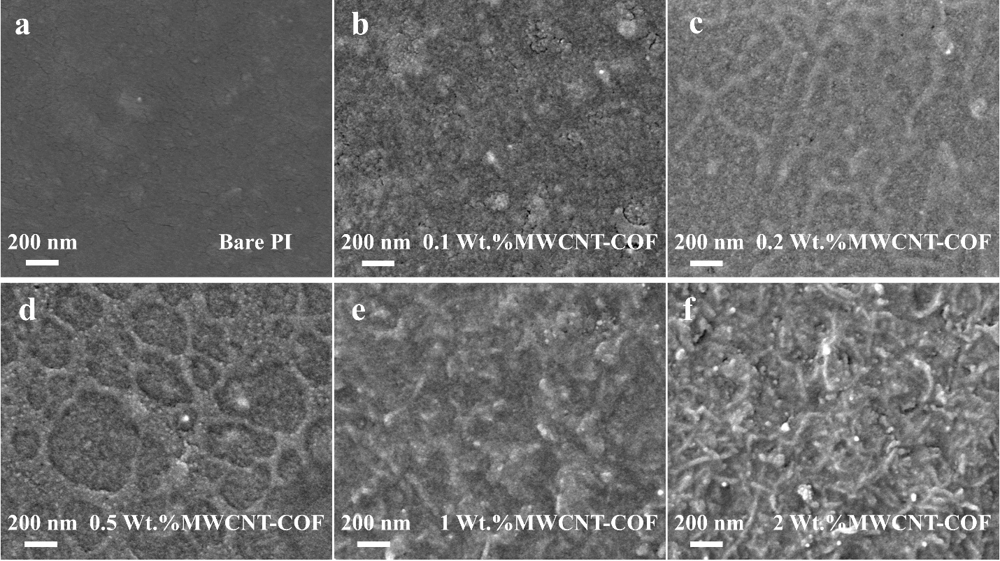 a
200 nm Bare PI
b
200 nm 0.1 Wt.%MWCNT-COF
c
200 nm 0.2 Wt.%MWCNT-COF
d
200 nm 0.5 Wt.%MWCNT-COF
e
200 nm 1 Wt.%MWCNT-COF
f
200 nm 2 Wt.%MWCNT-COF